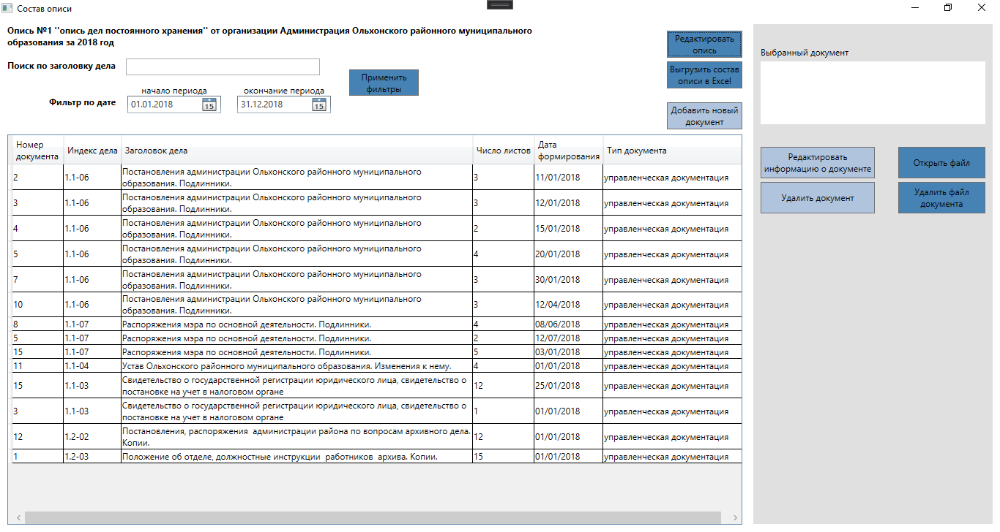 Состав описи
Опись №1 ''опись дел постоянного хранения'' от организации Администрация Ольхонского районного муниципального
образования за 2018 год
Поиск по заголовку дела
Фильтр по дате
начало периода
окончание периода
01.01.2018
15
31.12.2018
15
Применить
фильтры
Редактировать
опись
Выгрузить состав
описи в Excel
Добавить новый
документ
Номер
документа
Индекс дела
Заголовок дела
Число листов
Дата
формирования
Тип документа
2 1.1-06 Постановления администрации Ольхонского районного муниципального
образования. Подлинники. 3 11/01/2018 управленческая документация
3 1.1-06 Постановления администрации Ольхонского районного муниципального
образования. Подлинники. 3 12/01/2018 управленческая документация
4 1.1-06 Постановления администрации Ольхонского районного муниципального
образования. Подлинники. 2 15/01/2018 управленческая документация
5 1.1-06 Постановления администрации Ольхонского районного муниципального
образования. Подлинники. 4 20/01/2018 управленческая документация
7 1.1-06 Постановления администрации Ольхонского районного муниципального
образования. Подлинники. 3 30/01/2018 управленческая документация
10 1.1-06 Постановления администрации Ольхонского районного муниципального
образования. Подлинники. 3 12/04/2018 управленческая документация
8 1.1-07 Распоряжения мэра по основной деятельности. Подлинники. 4 08/06/2018 управленческая документация
5 1.1-07 Распоряжения мэра по основной деятельности. Подлинники. 2 12/07/2018 управленческая документация
15 1.1-07 Распоряжения мэра по основной деятельности. Подлинники. 5 03/01/2018 управленческая документация
11 1.1-04 Устав Ольхонского районного муниципального образования. Изменения к нему. 4 01/01/2018 управленческая документация
15 1.1-03 Свидетельство о государственной регистрации юридического лица, свидетельство о
постановке на учет в налоговом органе 12 25/01/2018 управленческая документация
3 1.1-03 Свидетельство о государственной регистрации юридического лица, свидетельство о
постановке на учет в налоговом органе 1 01/01/2018 управленческая документация
12 1.2-02 Постановления, распоряжения администрации района по вопросам архивного дела.
Копии. 12 01/01/2018 управленческая документация
1 1.2-03 Положение об отделе, должностные инструкции работников архива. Копии. 15 01/01/2018 управленческая документация
Выбранный документ
Редактировать
информацию о документе
Открыть файл
Удалить документ
Удалить файл
документа